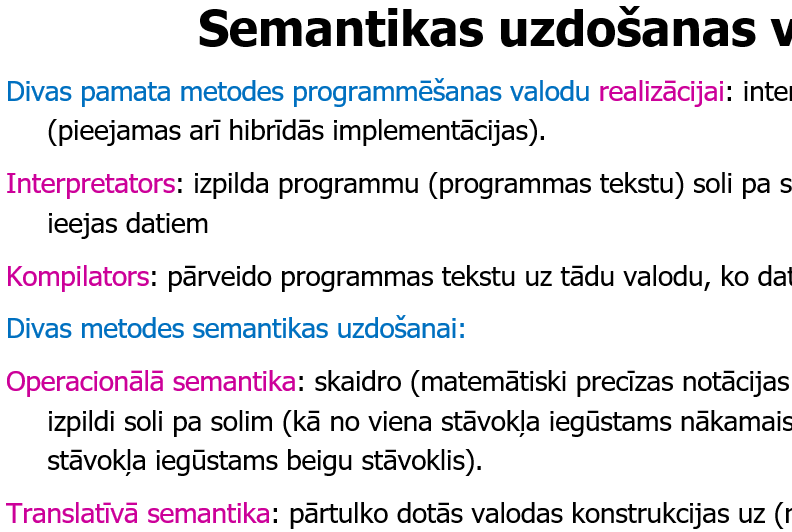 Semantikas uzdošanas
Divas pamata metodes programmēšanas valodu realizācijai:
(pieejamas arī hibrīdās implementācijas).
Interpretators: izpilda programmu (programmas tekstu) soli pa
ieejas datiem
Kompilators: pārveido programmas tekstu uz tādu valodu, ko
Divas metodes semantikas uzdošanai:
Operacionālā semantika: skaidro (matemātiski precīzas notācijas
izpildi soli pa solim (kā no viena stāvokļa iegūstams nākamais
stāvokļa iegūstams beigu stāvoklis).
Translatīvā semantika: pārtulko dotās valodas konstrukcijas uz